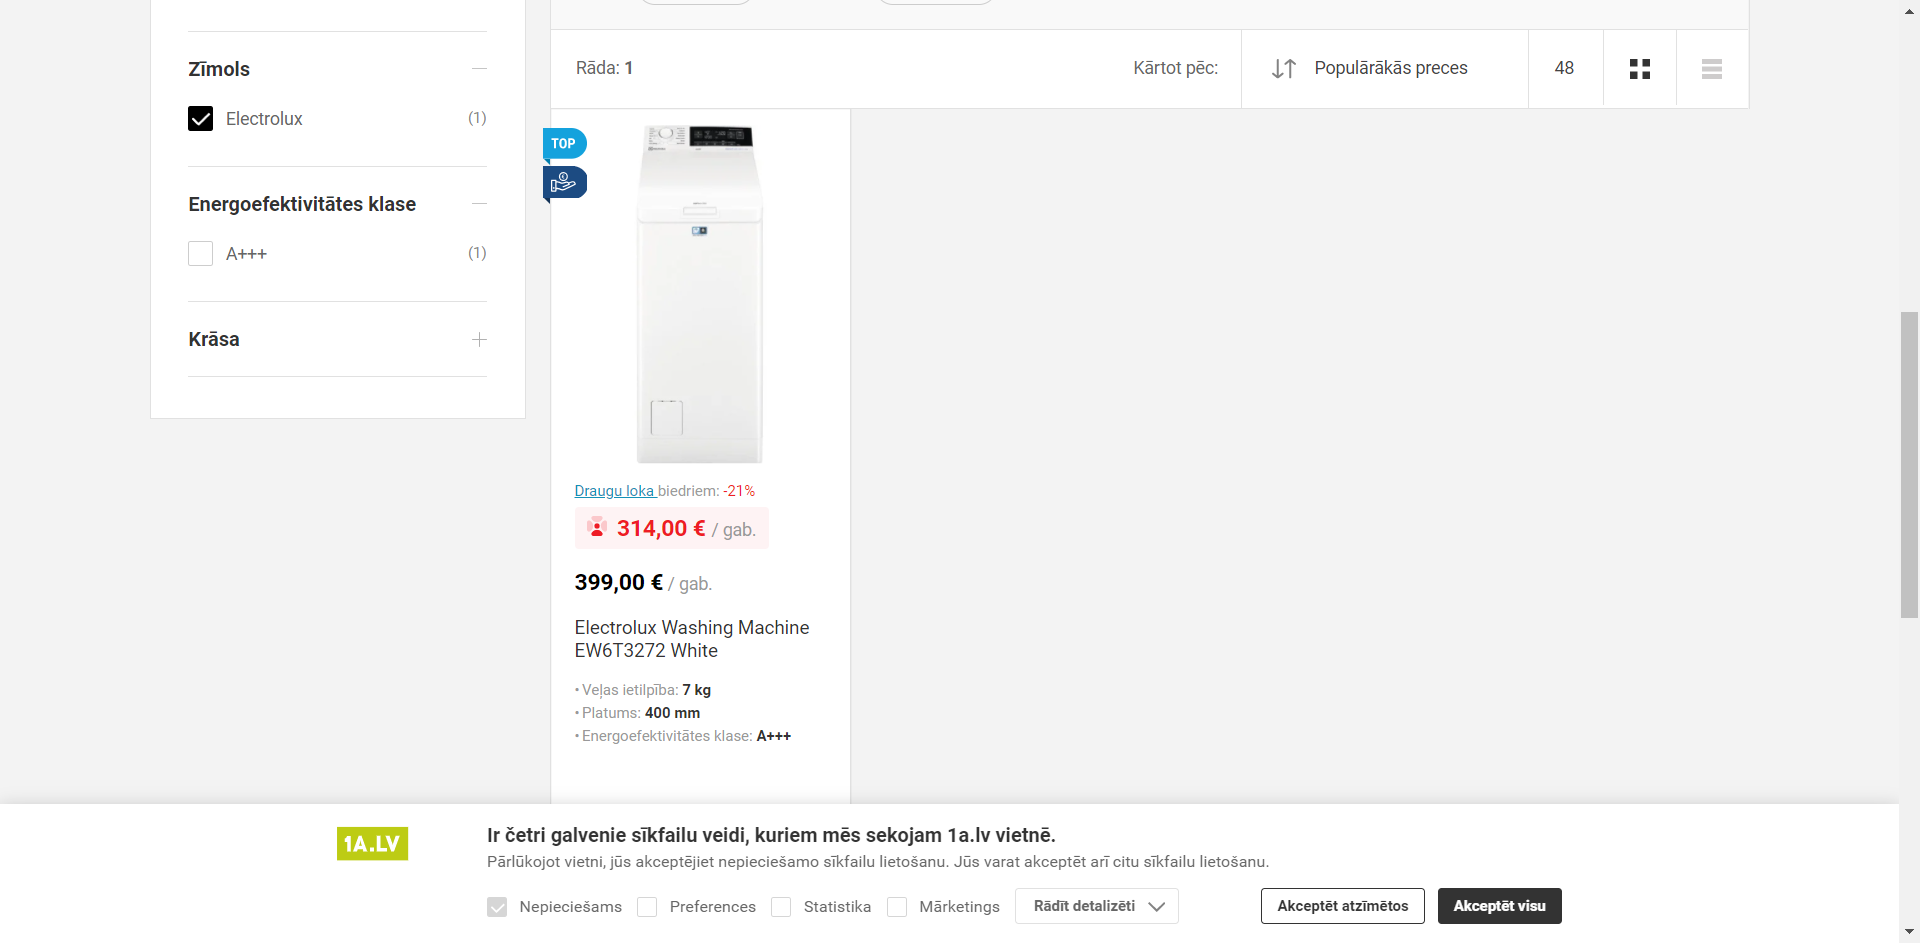 Zīmols
Electrolux (1)
Energoefektivitātes klase
A+++ (1)
Krāsa
Rāda: 1
Kārtot pēc:
Populārākās preces
48
TOP
Draugu loka biedriem: -21%
314,00 € / gab.
399,00 € / gab.
Electrolux Washing Machine
EW6T3272 White
• Veļas ietilpība: 7 kg
• Platums: 400 mm
• Energoefektivitātes klase: A+++
1A.LV
Ir četri galvenie sīkfailu veidi, kuriem mēs sekojam 1a.lv vietnē.
Pārlūkojot vietni, jūs akceptējiet nepieciešamo sīkfailu lietošanu. Jūs varat akceptēt arī citu sīkfailu lietošanu.
Nepieciešams
Preferences
Statistika
Mārketings
Rādīt detalizēti
Akceptēt atzīmētos
Akceptēt visu